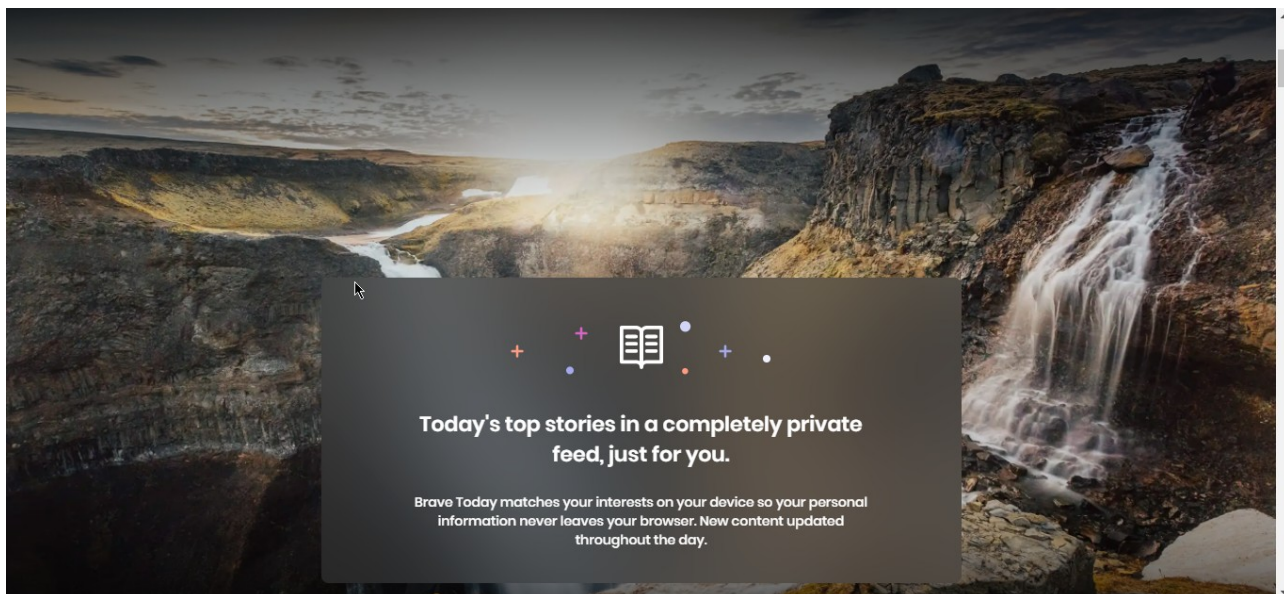 Today's top stories in a completely private
feed, just for you.
Brave Today matches your interests on your device so your personal
information never leaves your browser. New content updated
throughout the day.